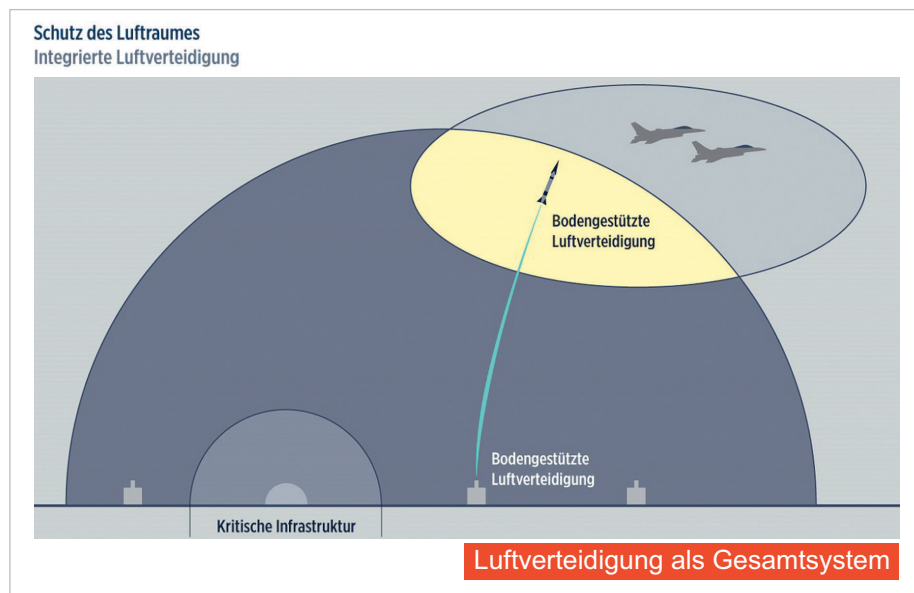 Schutz des Luftraumes
Integrierte Luftverteidigung
Bodengestützte
Luftverteidigung
Bodengestützte
Luftverteidigung
Kritische Infrastruktur
Luftverteidigung als Gesamtsystem